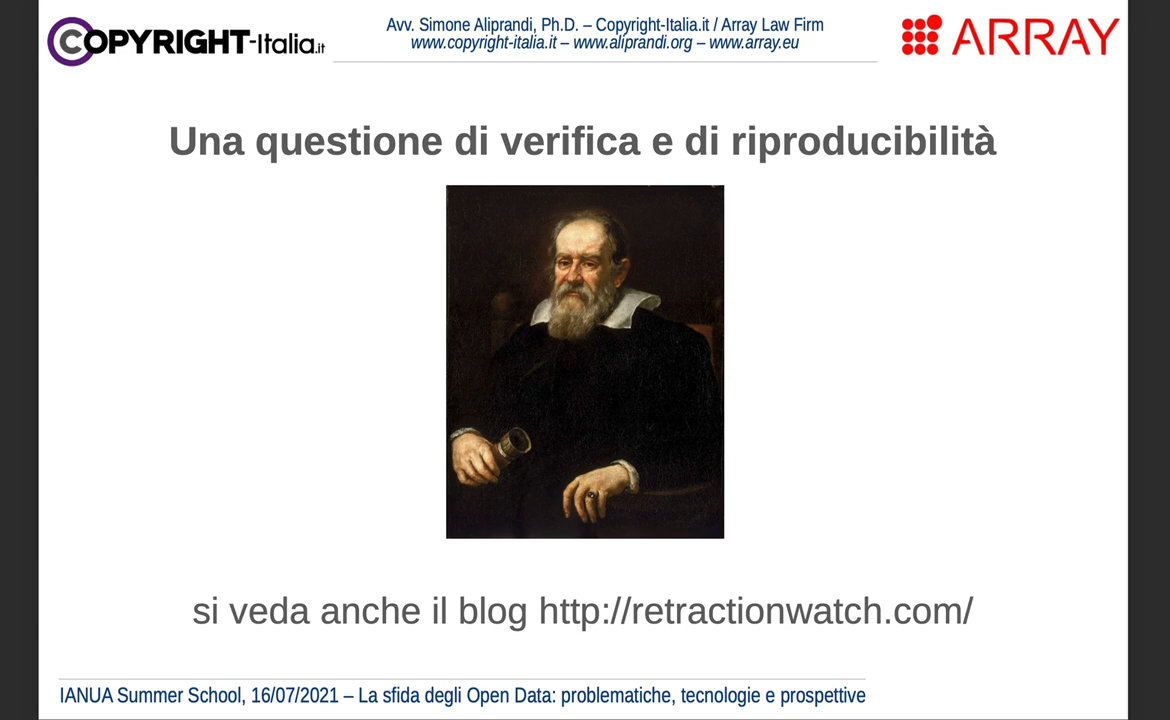 COPYRIGHT-Italia.it
Avv. Simone Aliprandi, Ph.D. – Copyright-Italia.it / Array Law Firm
www.copyright-italia.it – www.aliprandi.org – www.array.eu
ARRAY
Una questione di verifica e di riproducibilità
si veda anche il blog http://retractionwatch.com/
IANUA Summer School, 16/07/2021 – La sfida degli Open Data: problematiche, tecnologie e prospettive